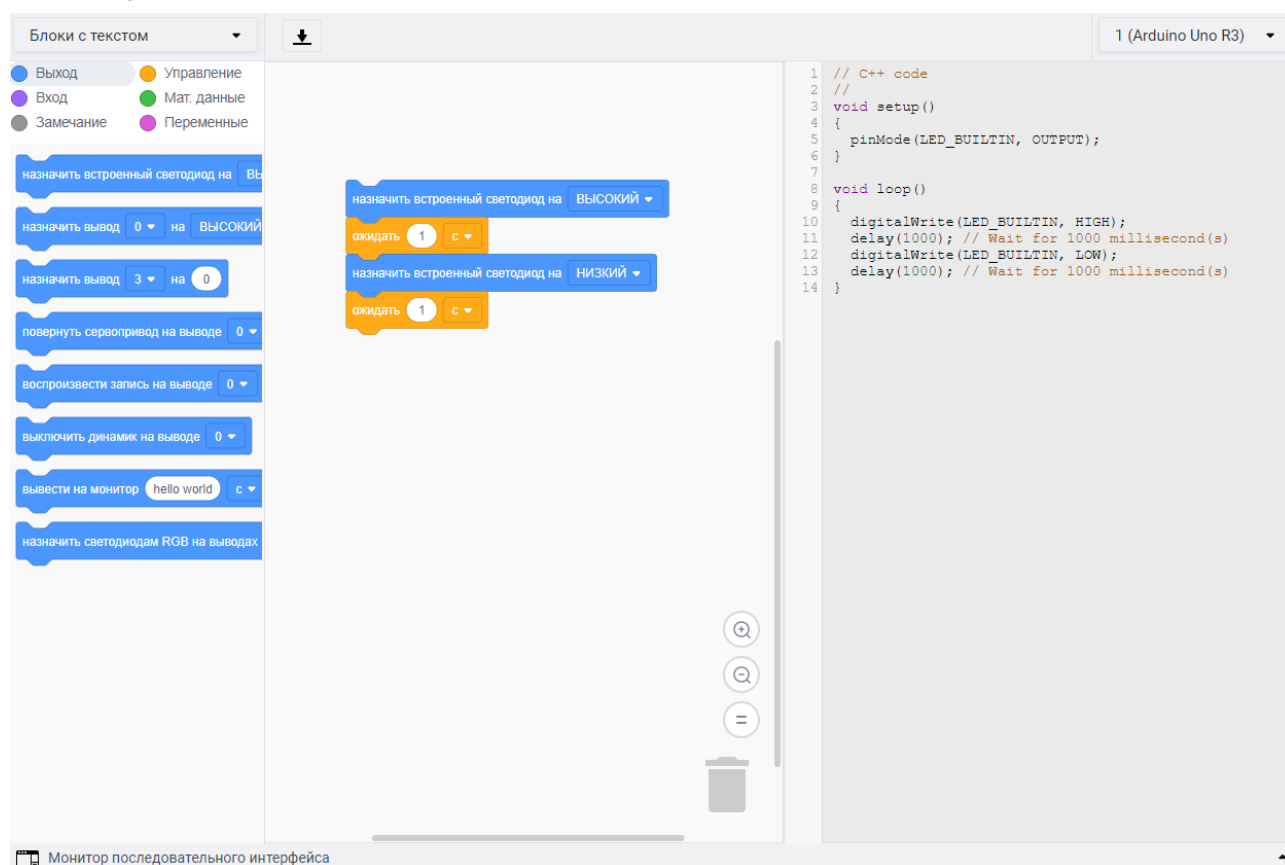 Блоки с текстом
1 (Arduino Uno R3)
Выход
Управление
Вход
Мат. данные
Замечание
Переменные
назначить встроенный светодиод на
назначить вывод 0 на ВЫСОКИЙ
назначить вывод 3 на 0
повернуть сервопривод на выводе 0
воспроизвести запись на выводе 0
выключить динамик на выводе 0
вывести на монитор hello world с
назначить светодиодам RGB на выводах
назначить встроенный светодиод на ВЫСОКИЙ
ожидать 1 с
назначить встроенный светодиод на НИЗКИЙ
ожидать 1 с
1 // C++ code
2 //
3 void setup()
4 {
5 pinMode(LED_BUILTIN, OUTPUT);
6 }
7
8 void loop()
9 {
10 digitalWrite(LED_BUILTIN, HIGH);
11 delay(1000); // Wait for 1000 millisecond(s)
12 digitalWrite(LED_BUILTIN, LOW);
13 delay(1000); // Wait for 1000 millisecond(s)
14 }
Монитор последовательного интерфейса